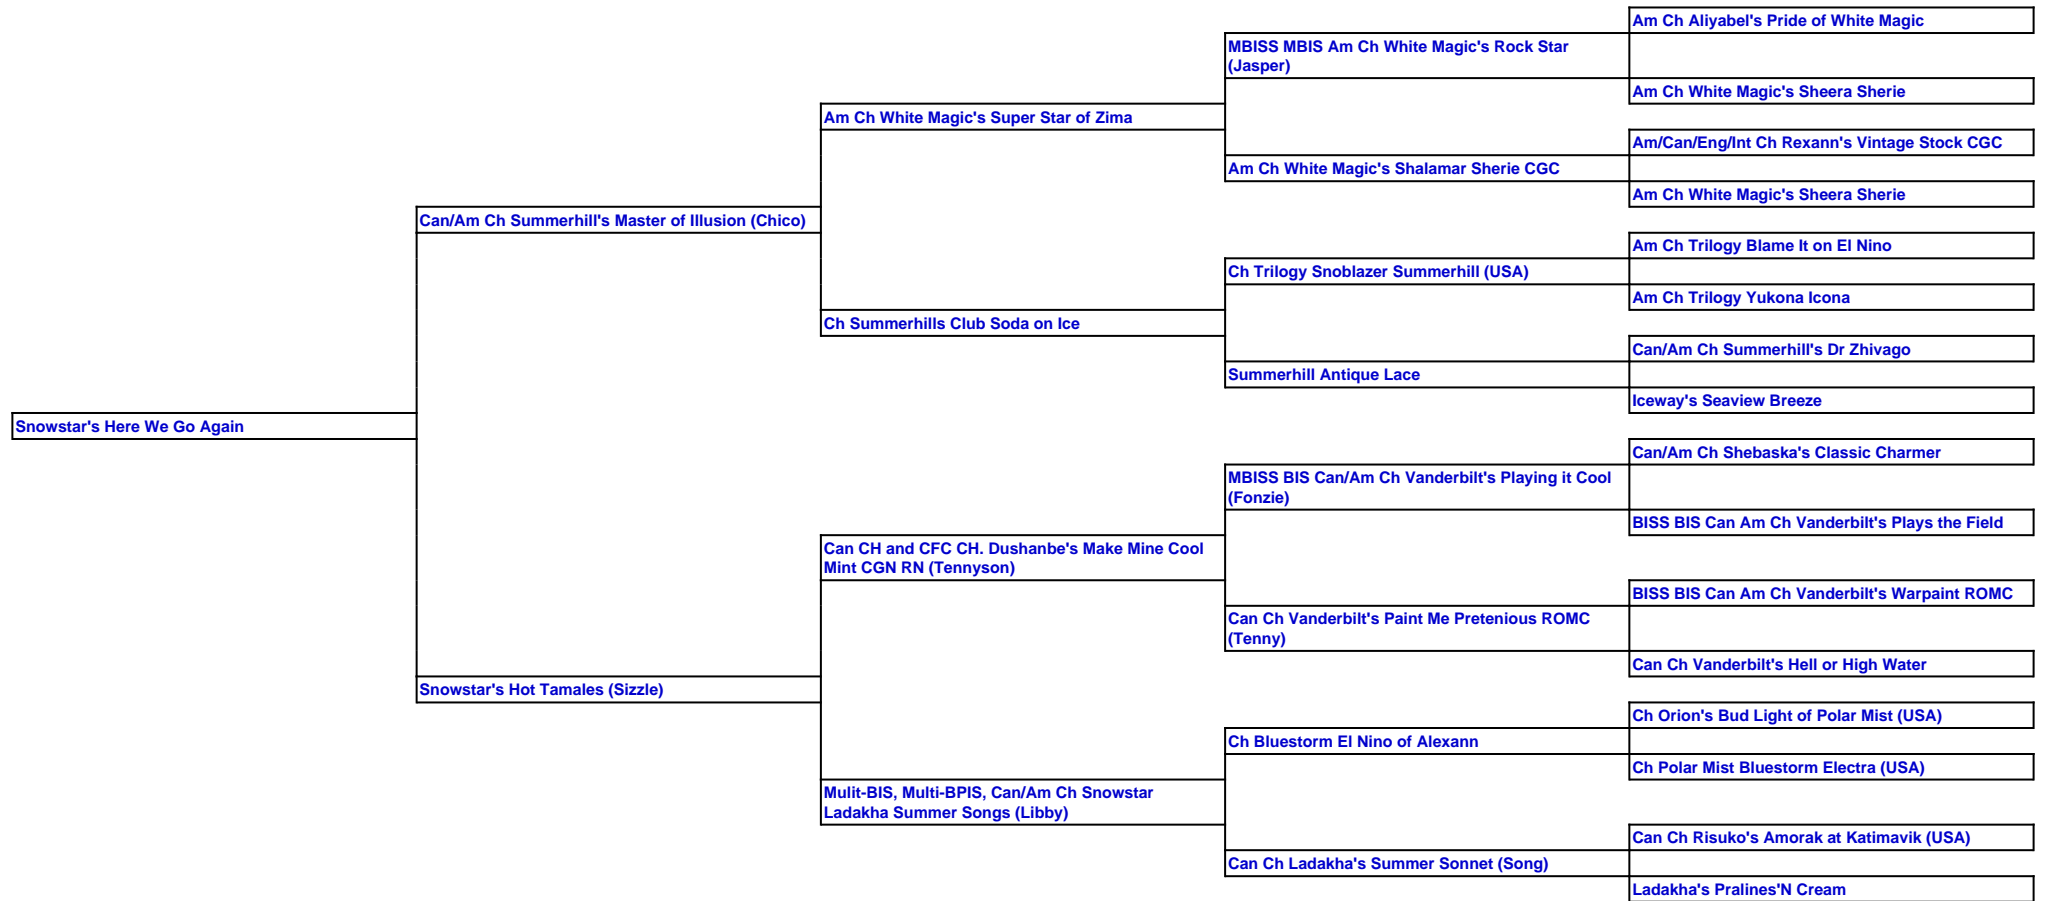 Am Ch Aliyabel's Pride of White Magic
MBISS MBIS Am Ch White Magic's Rock Star
(Jasper)
Am Ch White Magic's Sheera Sherie
Am Ch White Magic's Super Star of Zima
Am/Can/Eng/Int Ch Rexann's Vintage Stock CGC
Am Ch White Magic's Shalamar Sherie CGC
Am Ch White Magic's Sheera Sherie
Can/Am Ch Summerhill's Master of Illusion (Chico)
Am Ch Trilogy Blame It on El Nino
Ch Trilogy Snoblazer Summerhill (USA)
Am Ch Trilogy Yukona Icona
Ch Summerhills Club Soda on Ice
Can/Am Ch Summerhill's Dr Zhivago
Summerhill Antique Lace
Iceway's Seaview Breeze
Snowstar's Here We Go Again
Can/Am Ch Shebaska's Classic Charmer
MBISS BIS Can/Am Ch Vanderbilt's Playing it Cool
(Fonzie)
BISS BIS Can Am Ch Vanderbilt's Plays the Field
Can CH and CFC CH. Dushanbe's Make Mine Cool
Mint CGN RN (Tennyson)
BISS BIS Can Am Ch Vanderbilt's Warpaint ROMC
Can Ch Vanderbilt's Paint Me Pretenious ROMC
(Tenny)
Can Ch Vanderbilt's Hell or High Water
Snowstar's Hot Tamales (Sizzle)
Ch Orion's Bud Light of Polar Mist (USA)
Ch Bluestorm El Nino of Alexann
Ch Polar Mist Bluestorm Electra (USA)
Mulit-BIS, Multi-BPIS, Can/Am Ch Snowstar
Ladakha Summer Songs (Libby)
Can Ch Risuko's Amorak at Katimavik (USA)
Can Ch Ladakha's Summer Sonnet (Song)
Ladakha's Pralines'N Cream